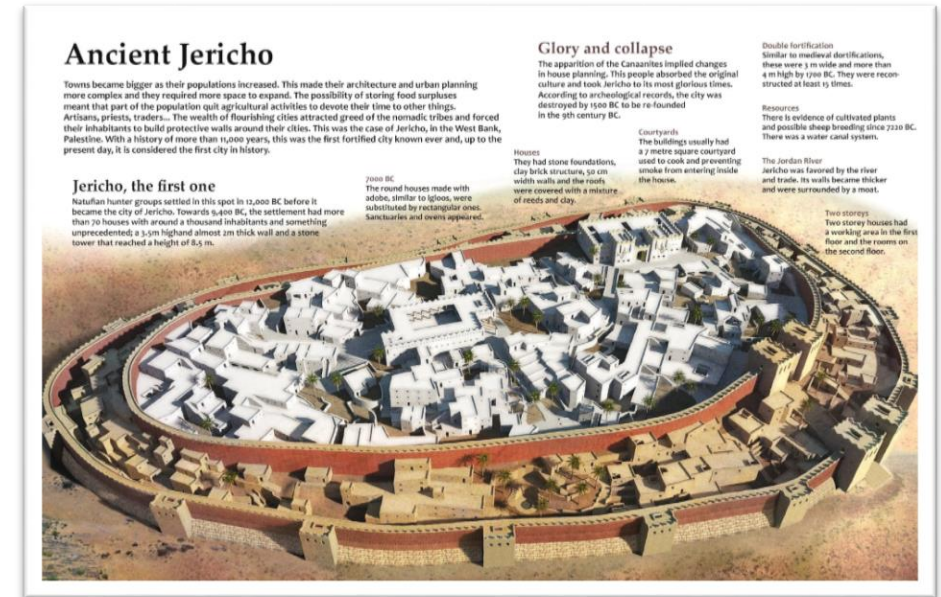 Ancient Jericho
Towns became bigger as their populations increased. This made their architecture and urban planning
more complex and they required more space to expand. The possibility of storing food surpluses
meant that part of the population quit agricultural activities to devote their time to other things.
Artisans, priests, traders... The wealth of flourishing cities attracted greed of the nomadic tribes and forced
their inhabitants to build protective walls around their cities. This was the case of Jericho, in the West Bank,
Palestine. With a history of more than 11,000 years, this was the first fortified city known ever and, up to the
present day, it is considered the first city in history.
Jericho, the first one
Natufian hunter groups settled in this spot in 12,000 BC before it
became the city of Jericho. Towards 9,400 BC, the settlement had more
than 70 houses with around a thousand inhabitants and something
unprecedented; a 3.5m highand almost 2m thick wall and a stone
tower that reached a height of 8.5 m.
7000 BC
The round houses made with
adobe, similar to igloos, were
substituted by rectangular ones.
Sanctuaries and ovens appeared.
Glory and collapse
The apparition of the Canaanites implied changes
in house planning. This people absorbed the original
culture and took Jericho to its most glorious times.
According to archeological records, the city was
destroyed by 1500 BC to be re-founded
in the 9th century BC.
Houses
They had stone foundations,
clay brick structure, 50 cm
width walls and the roofs
were covered with a mixture
of reeds and clay.
Courtyards
The buildings usually had
a 7 metre square courtyard
used to cook and preventing
smoke from entering inside
the house.
Double fortification
Similar to medieval dortifications,
these were 3 m wide and more than
4 m high by 1700 BC. They were recon-
structed at least 15 times.
Resources
There is evidence of cultivated plants
and possible sheep breeding since 7220 BC.
There was a water canal system.
The Jordan River
Jericho was favored by the river
and trade. Its walls became thicker
and were surrounded by a moat.
Two storeys
Two storey houses had
a working area in the first
floor and the rooms on
the second floor.